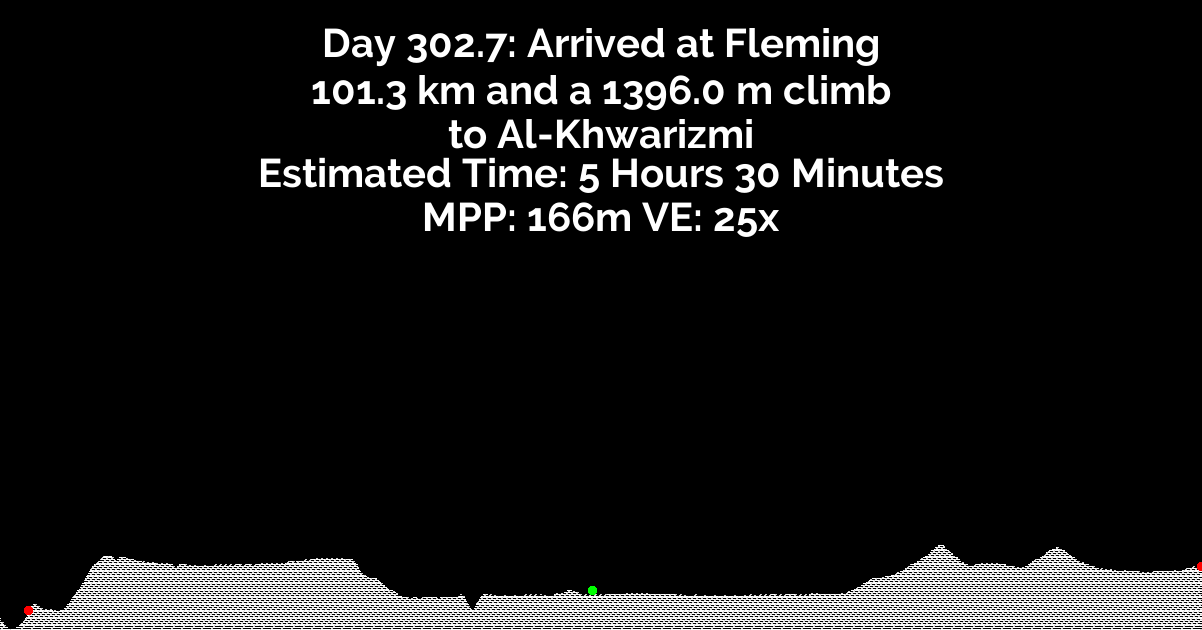 Day 302.7: Arrived at Fleming
101.3 km and a 1396.0 m climb
to Al-Khwarizmi
Estimated Time: 5 Hours 30 Minutes
MPP: 166m VE: 25x